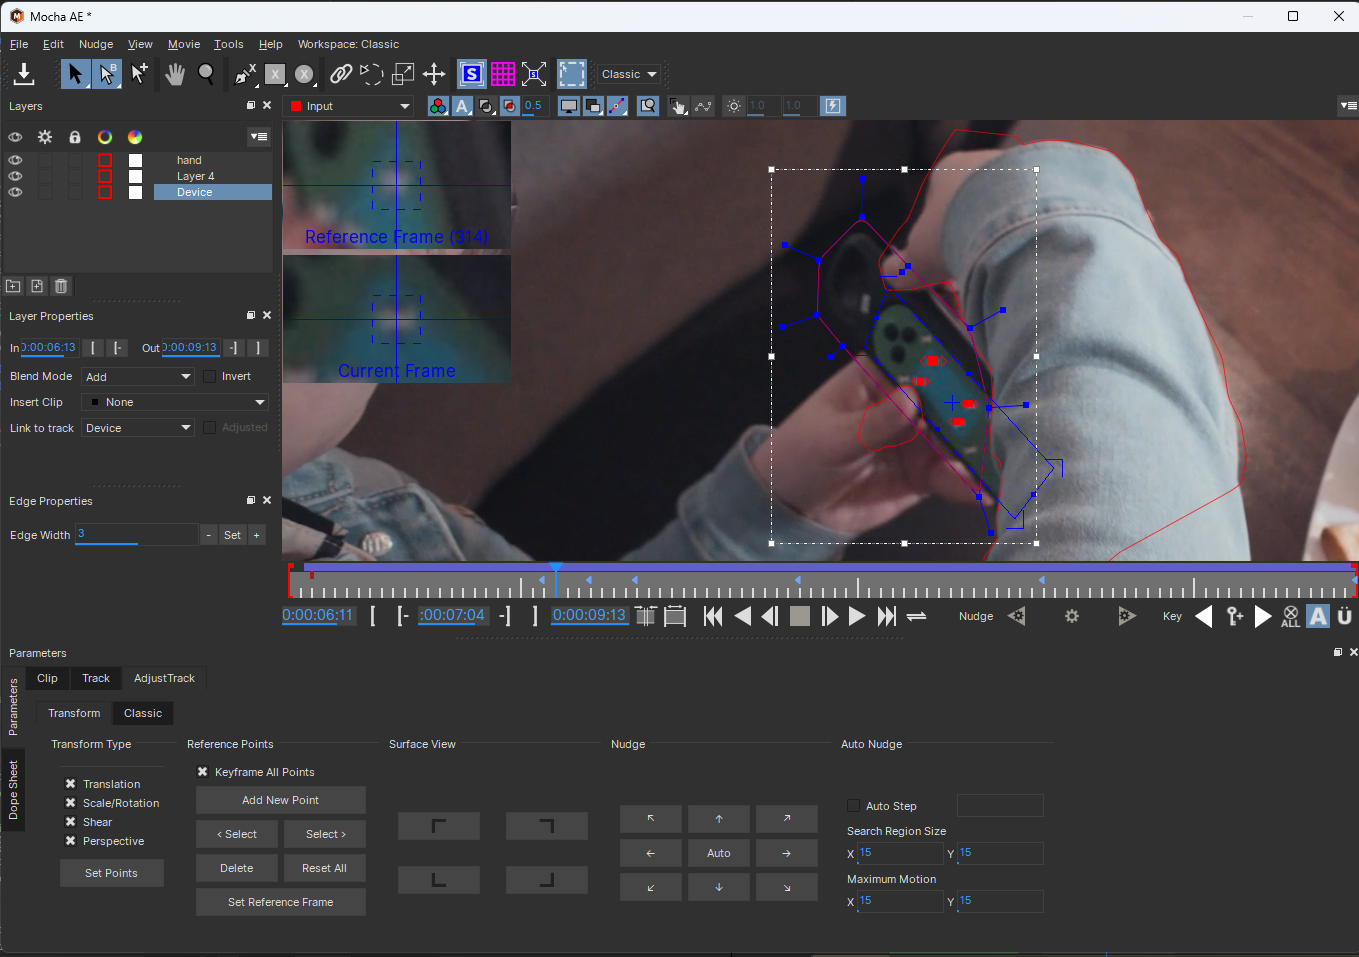 Mocha AE *
File Edit Nudge View Movie Tools Help Workspace: Classic
B
S
Classic
Layers
Input
A
0.5
1.0
1.0
hand
Layer 4
Device
Reference Frame (314)
Current Frame
Layer Properties
In 0:00:06:13 [ [- Out 0:00:09:13 -] ]
Blend Mode Add Invert
Insert Clip None
Link to track Device Adjusted
Edge Properties
Edge Width 3 - Set +
0:00:06:11 [ [- :00:07:04 -] ] 0:00:09:13 Nudge Key ALL A Ü
Parameters
Clip Track AdjustTrack
Parameters
Dope Sheet
Transform Classic
Transform Type Reference Points Surface View Nudge Auto Nudge
Keyframe All Points
Translation
Scale/Rotation
Shear
Perspective
Set Points
Add New Point
< Select Select >
Delete Reset All
Set Reference Frame
Auto
Auto Step
Search Region Size
X 15 Y 15
Maximum Motion
X 15 Y 15